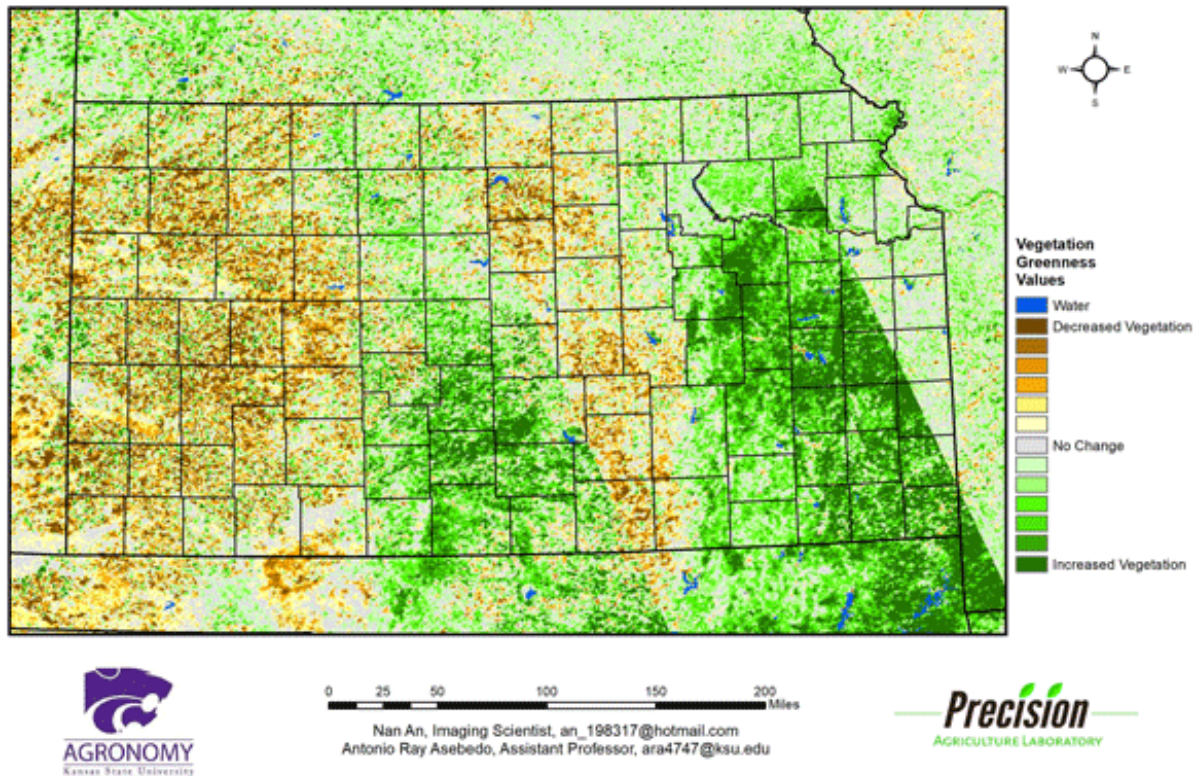 N
W
E
S
Vegetation
Greenness
Values
Water
Decreased Vegetation
No Change
Increased Vegetation
0 25 50 100 150 200
Miles
Nan An, Imaging Scientist, an_198317@hotmail.com
Antonio Ray Asebedo, Assistant Professor, ara4747@ksu.edu
AGRONOMY
Kansas State University
Precision
AGRICULTURE LABORATORY